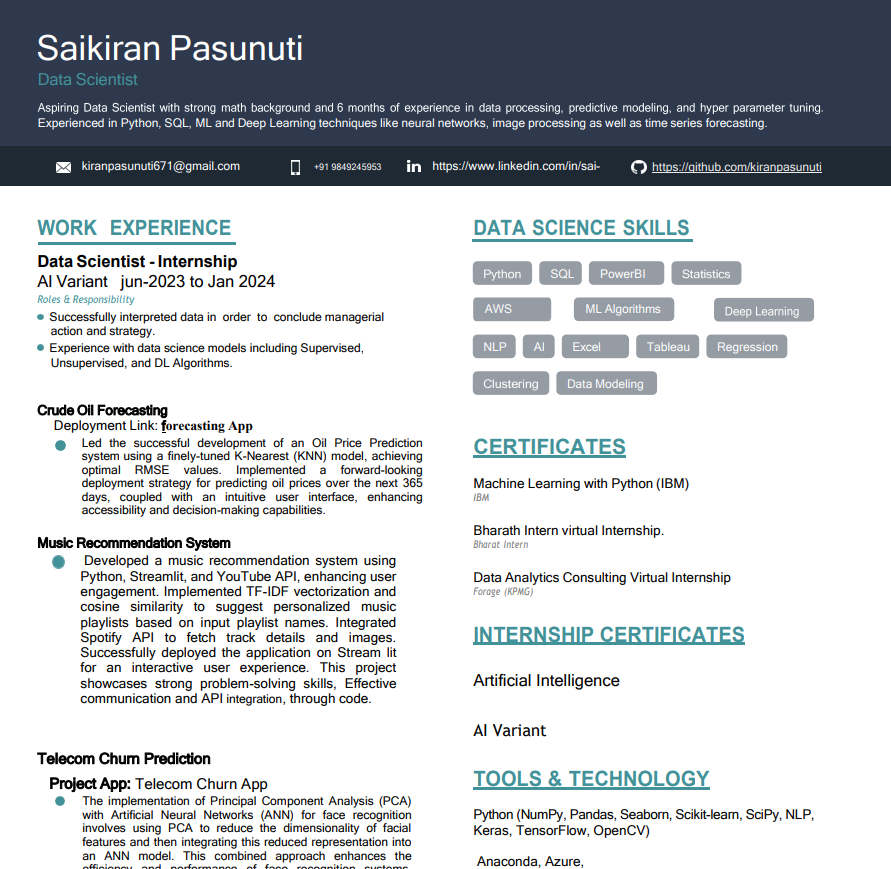 Saikiran Pasunuti
Data Scientist
Aspiring Data Scientist with strong math background and 6 months of experience in data processing, predictive modeling, and hyper parameter tuning.
Experienced in Python, SQL, ML and Deep Learning techniques like neural networks, image processing as well as time series forecasting.
kiranpasunuti671@gmail.com
+91 9849245953
https://www.linkedin.com/in/sai-
https://github.com/kiranpasunuti
WORK EXPERIENCE
Data Scientist - Internship
AI Variant jun-2023 to Jan 2024
Roles & Responsibility
Successfully interpreted data in order to conclude managerial
action and strategy.
Experience with data science models including Supervised,
Unsupervised, and DL Algorithms.
Crude Oil Forecasting
Deployment Link: forecasting App
Led the successful development of an Oil Price Prediction
system using a finely-tuned K-Nearest (KNN) model, achieving
optimal RMSE values. Implemented a forward-looking
deployment strategy for predicting oil prices over the next 365
days, coupled with an intuitive user interface, enhancing
accessibility and decision-making capabilities.
Music Recommendation System
Developed a music recommendation system using
Python, Streamlit, and YouTube API, enhancing user
engagement. Implemented TF-IDF vectorization and
cosine similarity to suggest personalized music
playlists based on input playlist names. Integrated
Spotify API to fetch track details and images.
Successfully deployed the application on Stream lit
for an interactive user experience. This project
showcases strong problem-solving skills, Effective
communication and API integration, through code.
Telecom Churn Prediction
Project App: Telecom Churn App
The implementation of Principal Component Analysis (PCA)
with Artificial Neural Networks (ANN) for face recognition
involves using PCA to reduce the dimensionality of facial
features and then integrating this reduced representation into
an ANN model. This combined approach enhances the
efficiency and performance of face recognition systems,
DATA SCIENCE SKILLS
Python SQL PowerBI Statistics
AWS ML Algorithms Deep Learning
NLP AI Excel Tableau Regression
Clustering Data Modeling
CERTIFICATES
Machine Learning with Python (IBM)
IBM
Bharath Intern virtual Internship.
Bharat Intern
Data Analytics Consulting Virtual Internship
Forage (KPMG)
INTERNSHIP CERTIFICATES
Artificial Intelligence
AI Variant
TOOLS & TECHNOLOGY
Python (NumPy, Pandas, Seaborn, Scikit-learn, SciPy, NLP,
Keras, TensorFlow, OpenCV)
Anaconda, Azure,